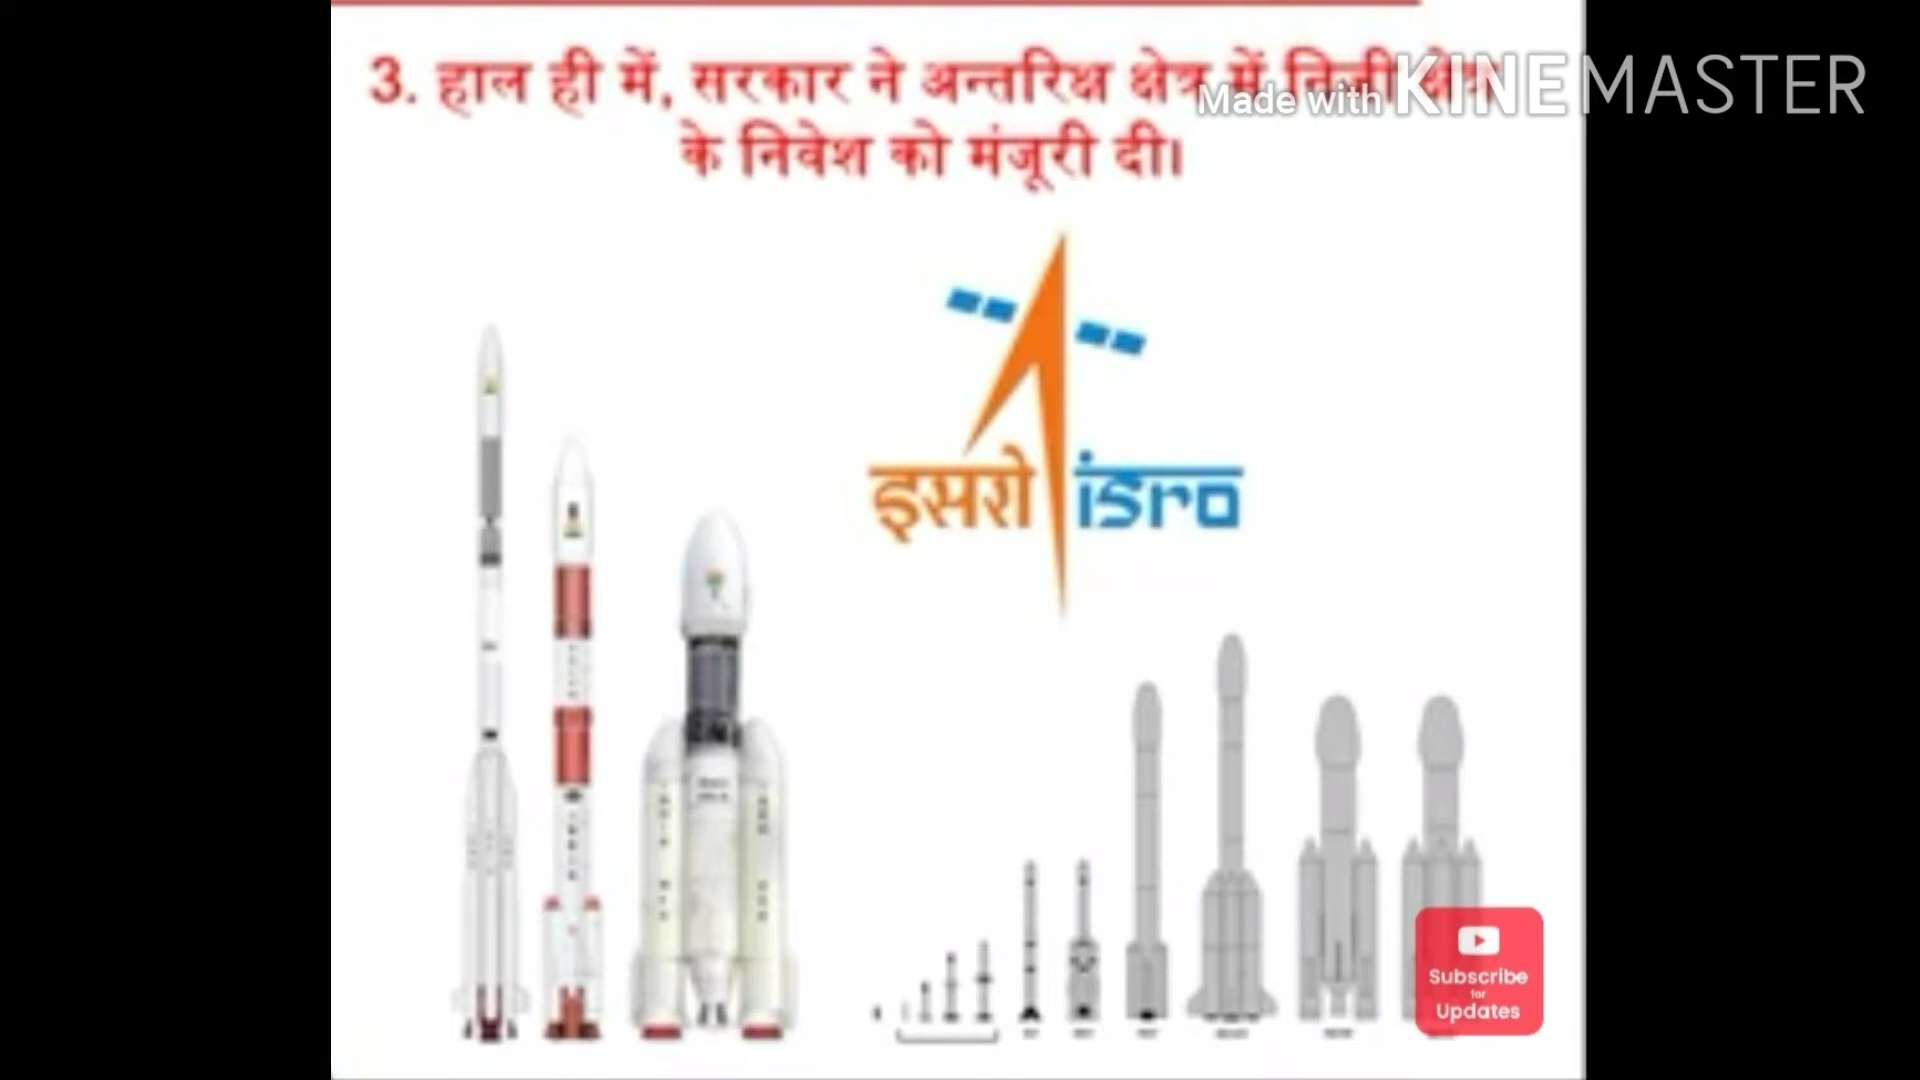 3. हाल ही में, सरकार ने अन्तरिक्ष क्षेत्र में निजी क्षेत्र
Made with KINEMASTER
के निवेश को मंजूरी दी।
इसरो isro
Subscribe
for
Updates